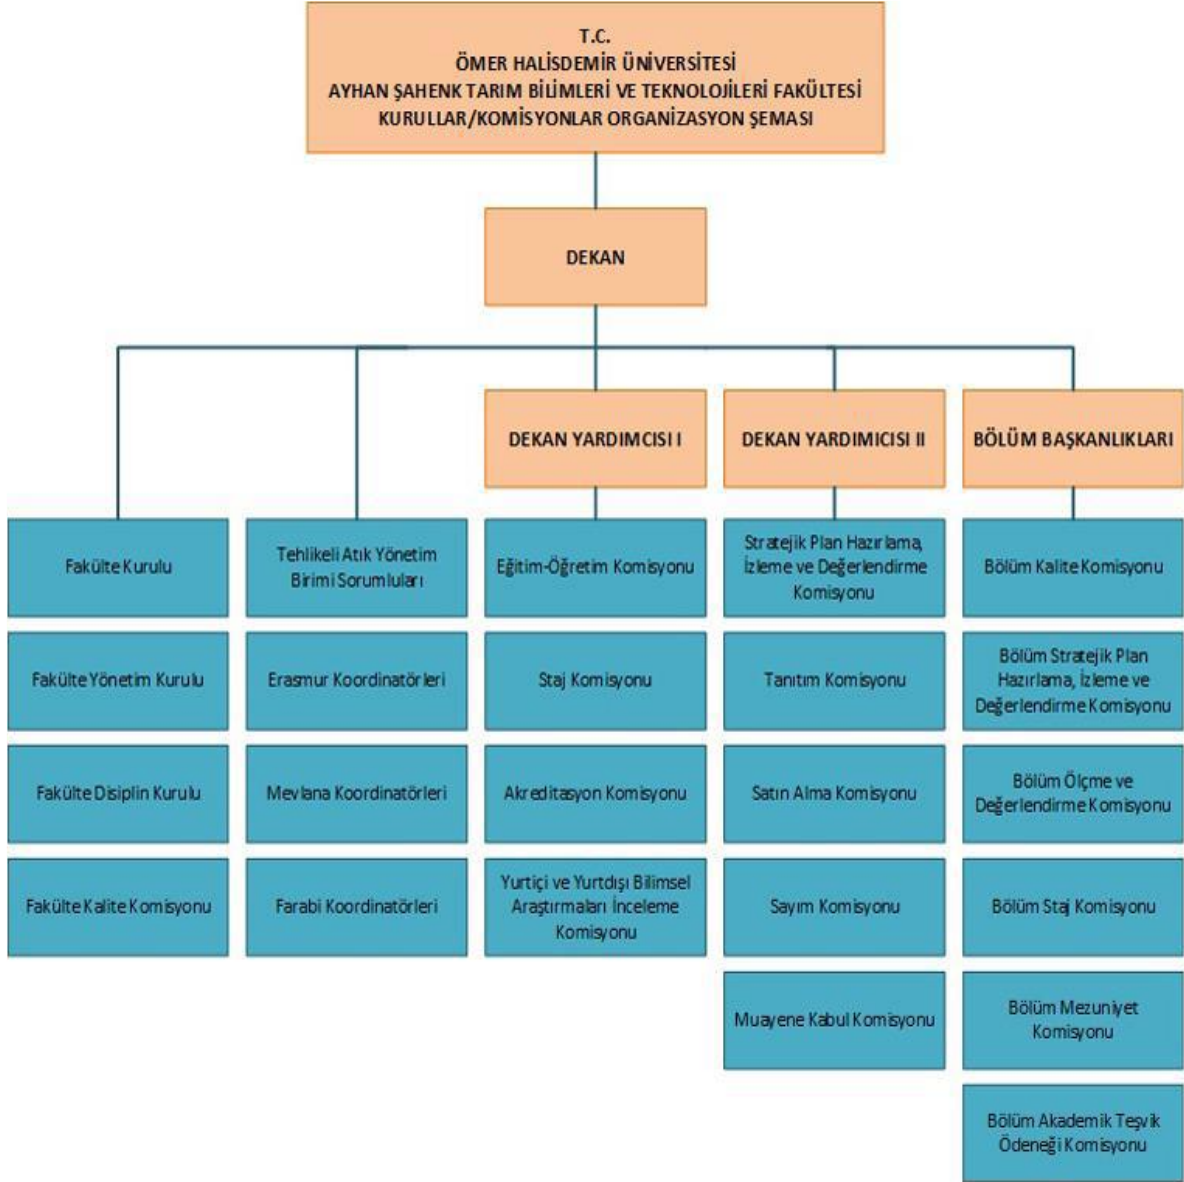 T.C.
ÖMER HALİSDEMİR ÜNİVERSİTESİ
AYHAN ŞAHENK TARIM BİLİMLERİ VE TEKNOLOJİLERİ FAKÜLTESİ
KURULLAR/KOMİSYONLAR ORGANİZASYON ŞEMASI
DEKAN
DEKAN YARDIMCISI I
DEKAN YARDIMICISI II
BÖLÜM BAŞKANLIKLARI
Fakülte Kurulu
Tehlikeli Atık Yönetim
Birimi Sorumluları
Eğitim-Öğretim Komisyonu
Stratejik Plan Hazırlama,
İzleme ve Değerlendirme
Komisyonu
Bölüm Kalite Komisyonu
Fakülte Yönetim Kurulu
Erasmur Koordinatörleri
Staj Komisyonu
Tanıtım Komisyonu
Bölüm Stratejik Plan
Hazırlama, İzleme ve
Değerlendirme Komisyonu
Fakülte Disiplin Kurulu
Mevlana Koordinatörleri
Akreditasyon Komisyonu
Satın Alma Komisyonu
Bölüm Ölçme ve
Değerlendirme Komisyonu
Fakülte Kalite Komisyonu
Farabi Koordinatörleri
Yurtiçi ve Yurtdışı Bilimsel
Araştırmaları İnceleme
Komisyonu
Sayım Komisyonu
Bölüm Staj Komisyonu
Muayene Kabul Komisyonu
Bölüm Mezuniyet
Komisyonu
Bölüm Akademik Teşvik
Ödeneği Komisyonu